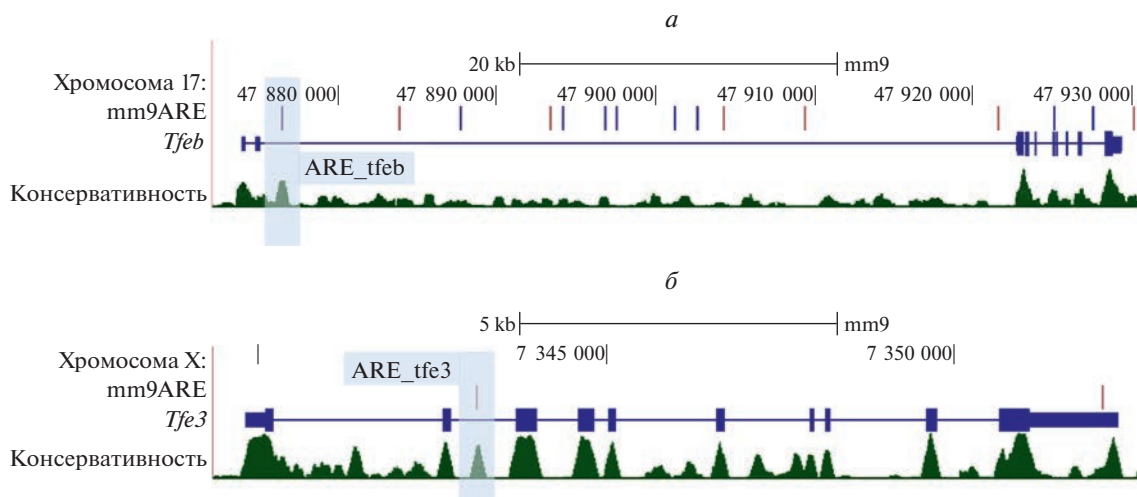 а
20 kb mm9
Хромосома 17: 47 880 000 47 890 000 47 900 000 47 910 000 47 920 000 47 930 000
mm9ARE
Tfeb
ARE_tfeb
Консервативность
б
5 kb mm9
Хромосома X: 7 345 000 7 350 000
ARE_tfe3
mm9ARE
Tfe3
Консервативность